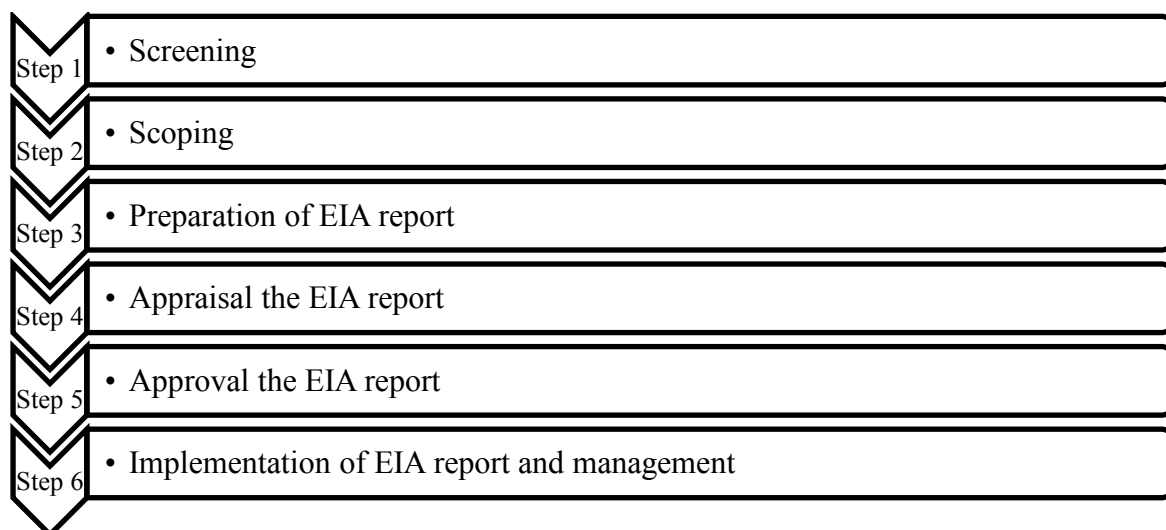 Step 1
• Screening
Step 2
• Scoping
Step 3
• Preparation of EIA report
Step 4
• Appraisal the EIA report
Step 5
• Approval the EIA report
Step 6
• Implementation of EIA report and management